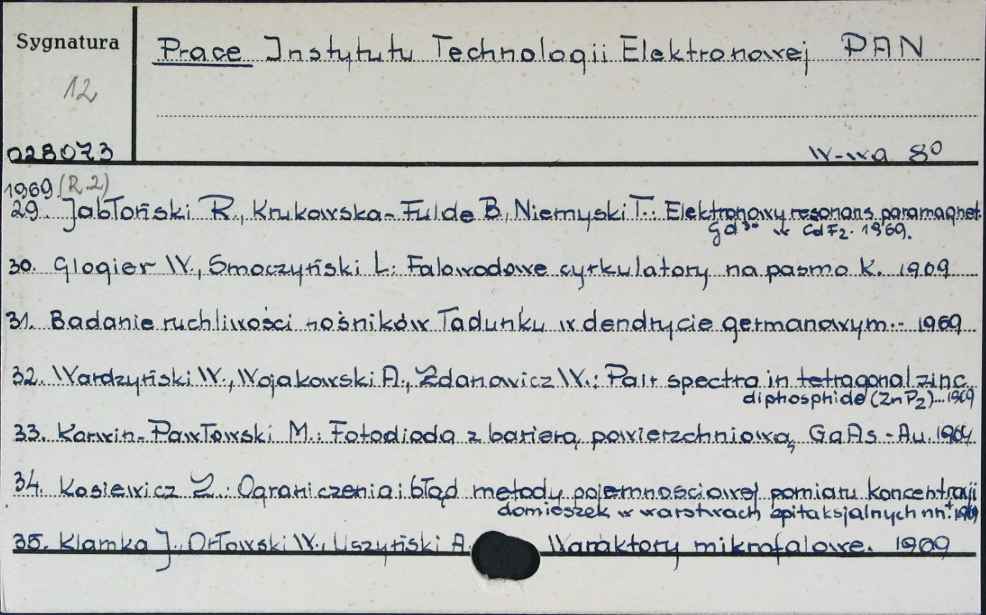 Sygnatura
Prace Instytutu Technologii Elektronowej PAN
12
028073
W-wa 8°
1969 (R.2)
29. Jabłoński R., Krukowska-Fulde B., Niemyski T.: Elektronowy rezonans paramagnet.
Gd³⁺ w CdF₂. 1969.
30. Glogier W., Smoczyński L: Falowodowe cyrkulatory na pasmo K. 1969
31. Badanie ruchliwości nośników ładunku w dendrycie germanowym.- 1969
32. Wardzyński W., Wojakowski A., Zdanowicz W.: Pair spectra in tetragonal zinc
diphosphide (ZnP₂)... 1969
33. Karwin-Pawłowski M.: Fotodioda z barierą powierzchniową GaAs-Au. 1969
34. Kosiewicz Z. Ograniczenia i błąd metody pojemnościowej pomiaru koncentracji
domieszek w warstwach epitaksjalnych nn⁺ 1969
35. Klamka J., Orłowski W., Uszyński A. Waraktory mikrofalowe. 1969